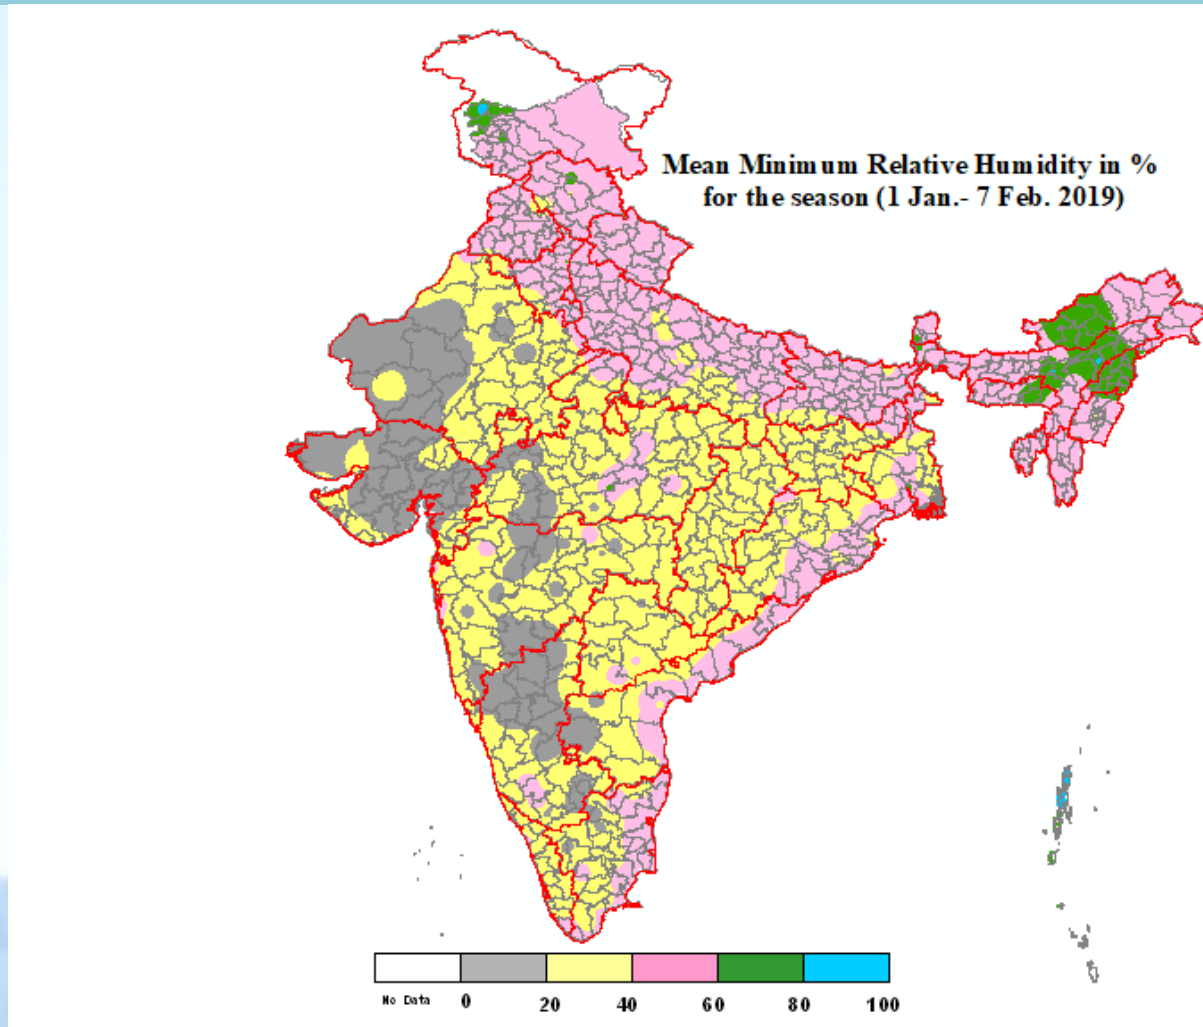 Mean Minimum Relative Humidity in %
for the season (1 Jan.- 7 Feb. 2019)
No Data 0 20 40 60 80 100